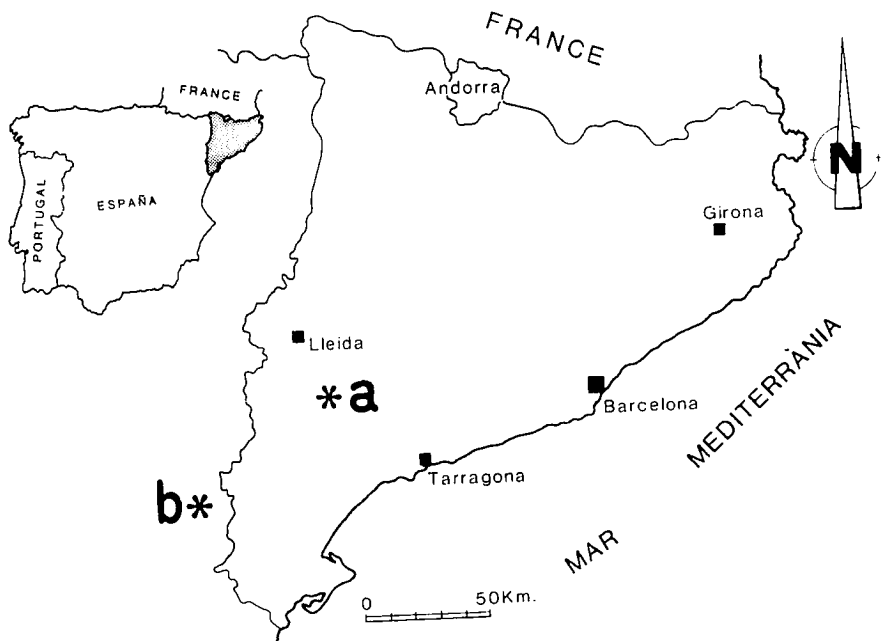 FRANCE
Andorra
FRANCE
PORTUGAL
ESPAÑA
N
Girona
Lleida
*a
Barcelona
MEDITERRÀNIA
Tarragona
b*
MAR
0 50Km.